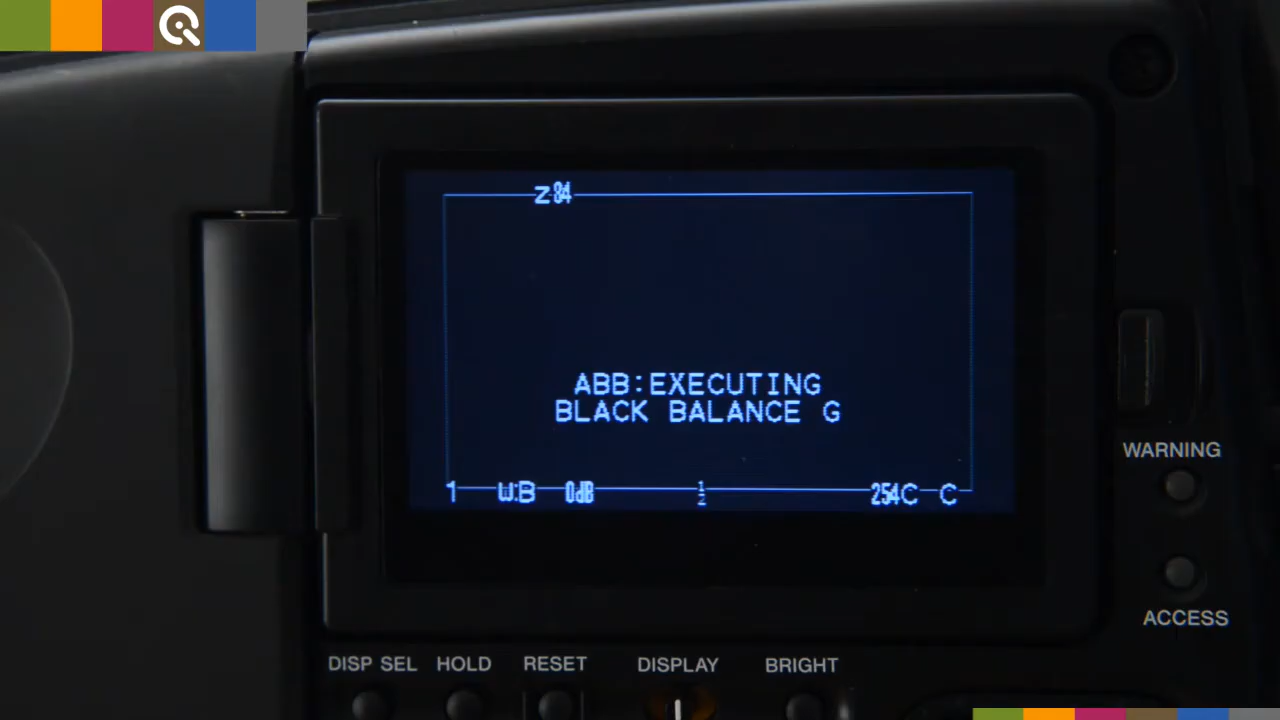 Z84
ABB:EXECUTING
BLACK BALANCE G
1 W:B 0dB 1/2 254C C
WARNING
ACCESS
DISP SEL HOLD RESET DISPLAY BRIGHT